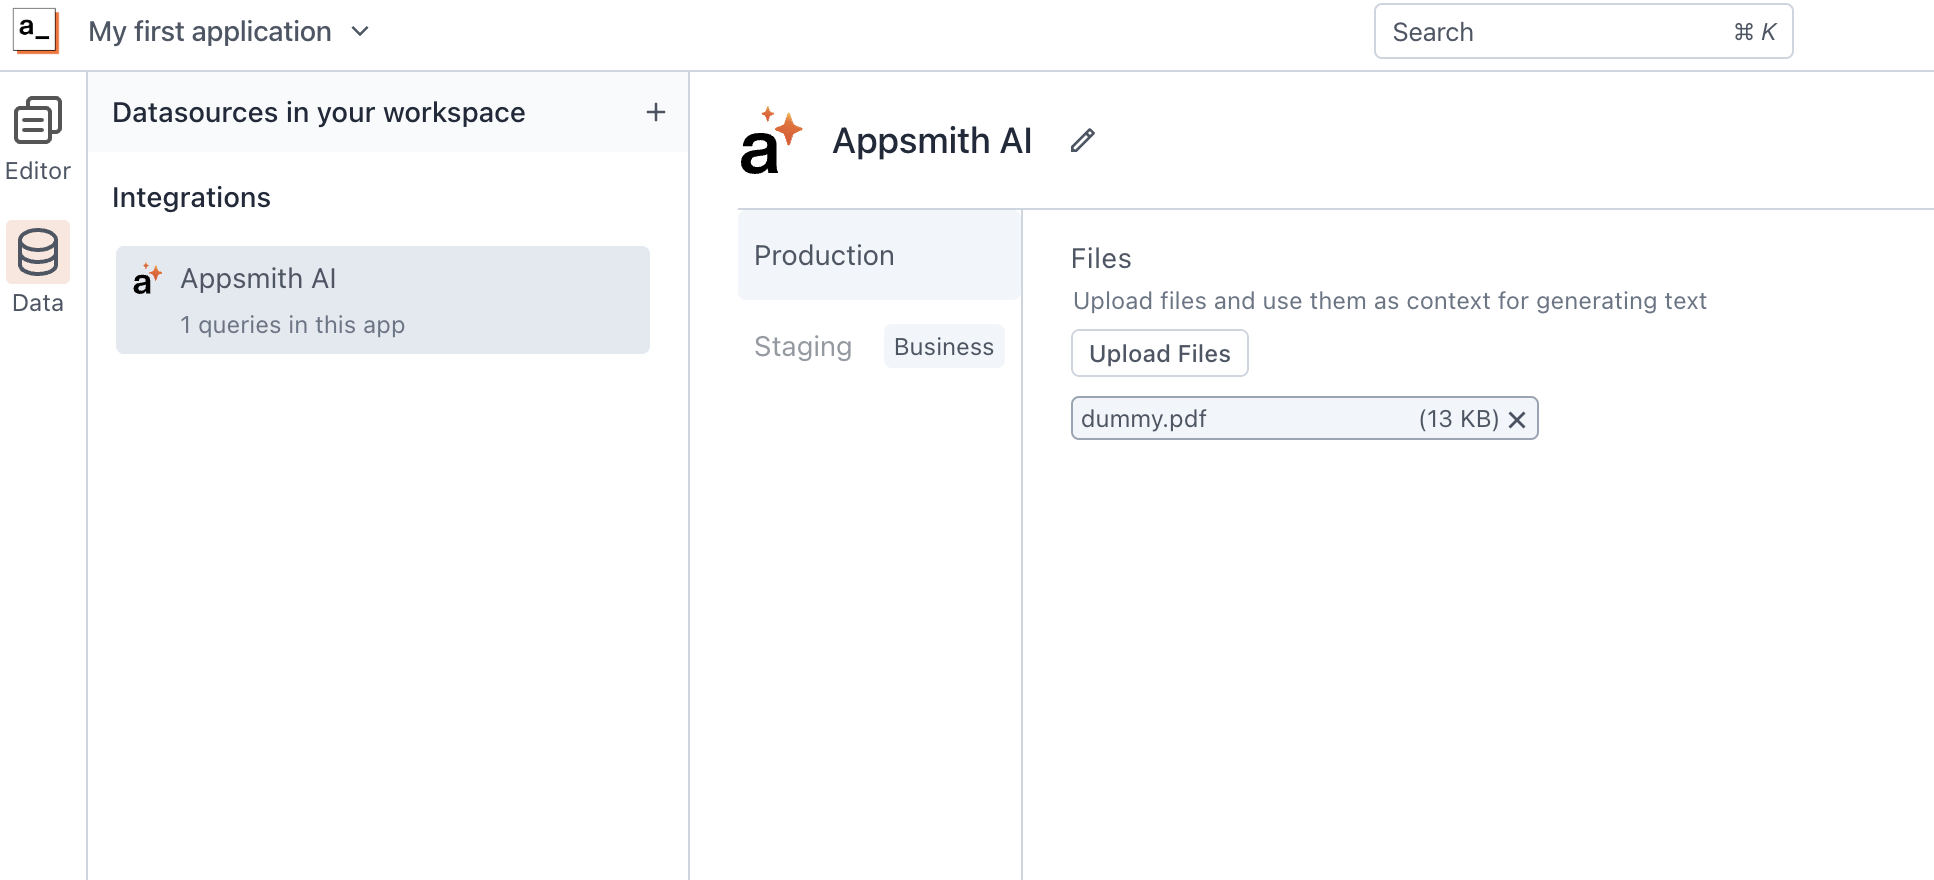 a_
My first application
Search ⌘ K
Editor
Data
Datasources in your workspace
Integrations
a Appsmith AI
1 queries in this app
a Appsmith AI
Production
Staging Business
Files
Upload files and use them as context for generating text
Upload Files
dummy.pdf (13 KB)